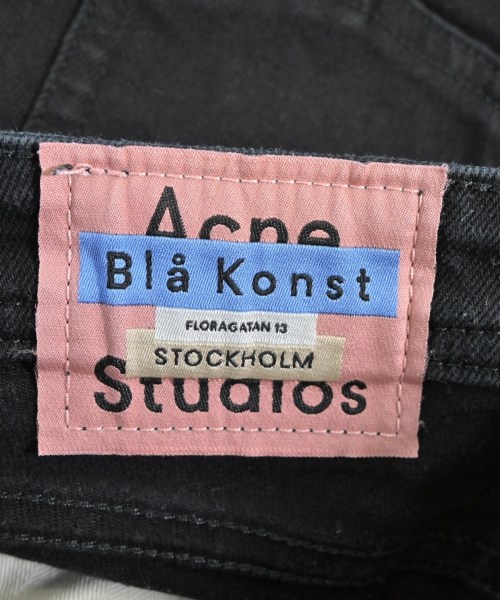 Acne
Blå Konst
FLORAGATAN 13
STOCKHOLM
Studios